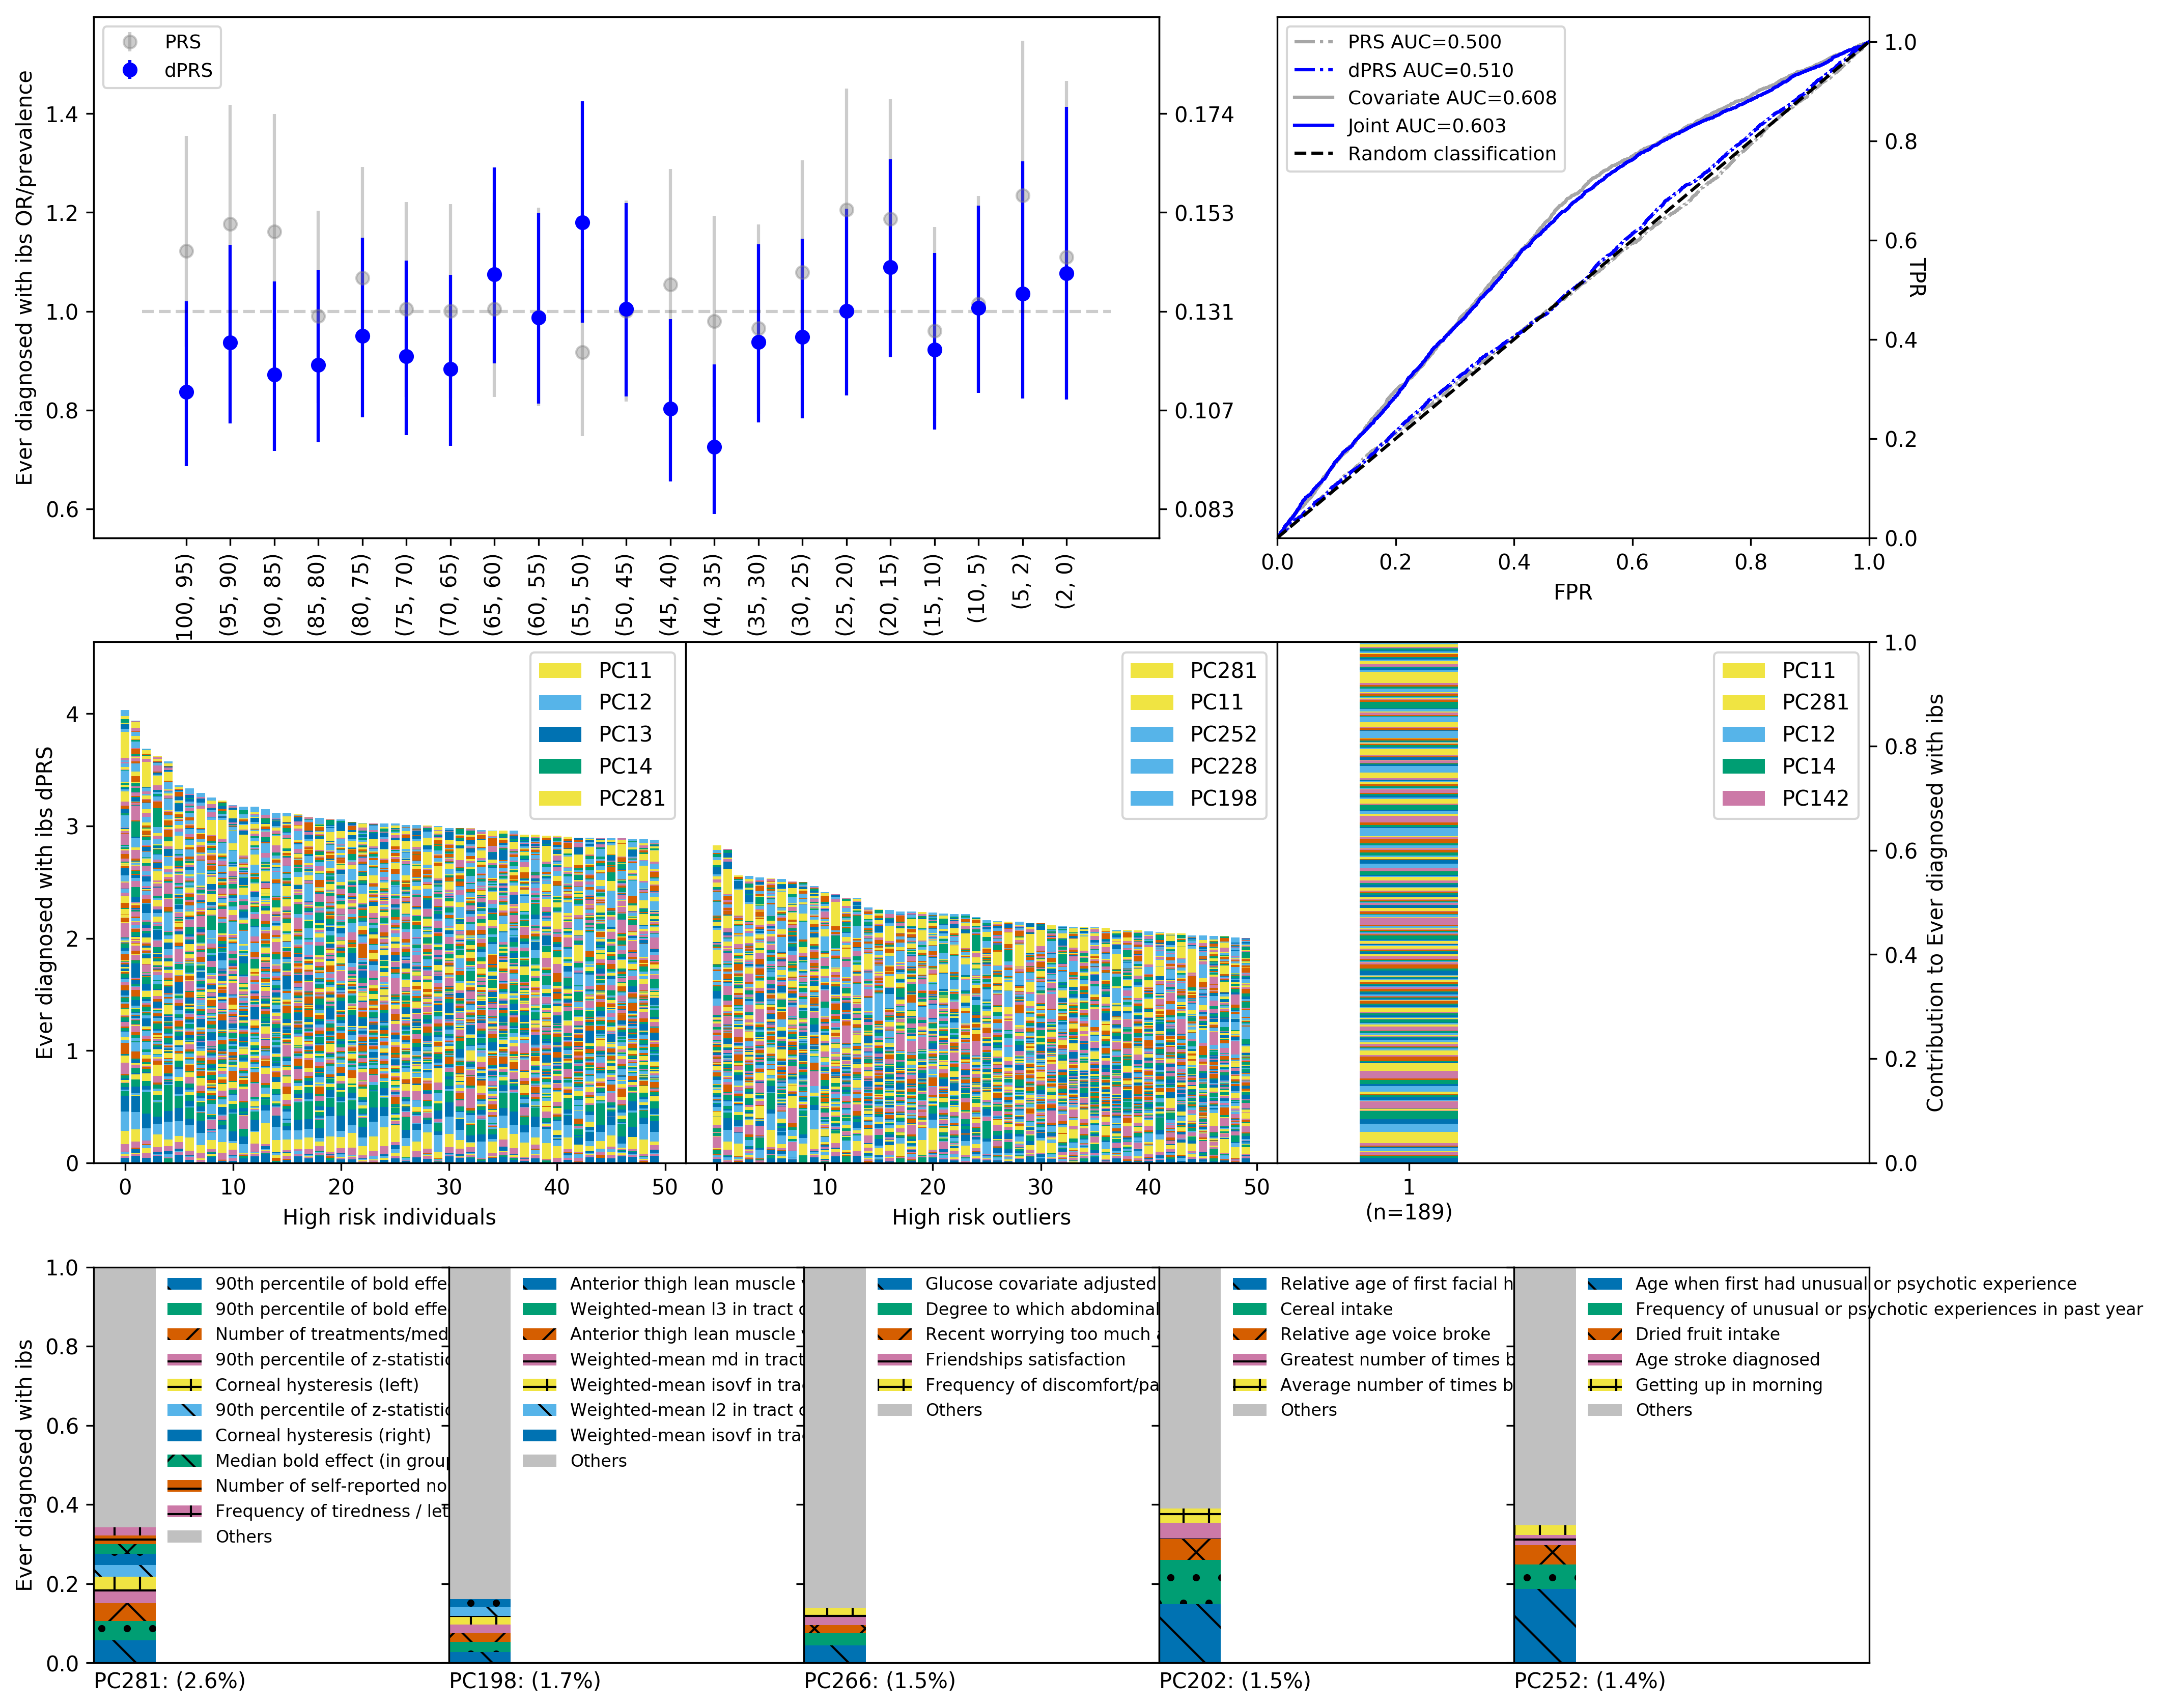 PRS
dPRS
Ever diagnosed with ibs OR/prevalence
1.4
1.2
1.0
0.8
0.6
0.174
0.153
0.131
0.107
0.083
100, 95)
(95, 90)
(90, 85)
(85, 80)
(80, 75)
(75, 70)
(70, 65)
(65, 60)
(60, 55)
(55, 50)
(50, 45)
(45, 40)
(40, 35)
(35, 30)
(30, 25)
(25, 20)
(20, 15)
(15, 10)
(10, 5)
(5, 2)
(2, 0)
PRS AUC=0.500
dPRS AUC=0.510
Covariate AUC=0.608
Joint AUC=0.603
Random classification
1.0
0.8
0.6
0.4
0.2
0.0
TPR
0.0
0.2
0.4
0.6
0.8
1.0
FPR
Ever diagnosed with ibs dPRS
4
3
2
1
0
PC11
PC12
PC13
PC14
PC281
0
10
20
30
40
50
High risk individuals
PC281
PC11
PC252
PC228
PC198
0
10
20
30
40
50
High risk outliers
PC11
PC281
PC12
PC14
PC142
1
(n=189)
1.0
0.8
0.6
0.4
0.2
0.0
Contribution to Ever diagnosed with ibs
Ever diagnosed with ibs
1.0
0.8
0.6
0.4
0.2
0.0
90th percentile of bold effe
90th percentile of bold effe
Number of treatments/med
90th percentile of z-statistic
Corneal hysteresis (left)
90th percentile of z-statistic
Corneal hysteresis (right)
Median bold effect (in grou
Number of self-reported no
Frequency of tiredness / let
Others
PC281: (2.6%)
Anterior thigh lean muscle
Weighted-mean l3 in tract
Anterior thigh lean muscle
Weighted-mean md in tract
Weighted-mean isovf in tra
Weighted-mean l2 in tract
Weighted-mean isovf in tra
Others
PC198: (1.7%)
Glucose covariate adjusted
Degree to which abdominal
Recent worrying too much
Friendships satisfaction
Frequency of discomfort/pa
Others
PC266: (1.5%)
Relative age of first facial h
Cereal intake
Relative age voice broke
Greatest number of times b
Average number of times b
Others
PC202: (1.5%)
Age when first had unusual or psychotic experience
Frequency of unusual or psychotic experiences in past year
Dried fruit intake
Age stroke diagnosed
Getting up in morning
Others
PC252: (1.4%)